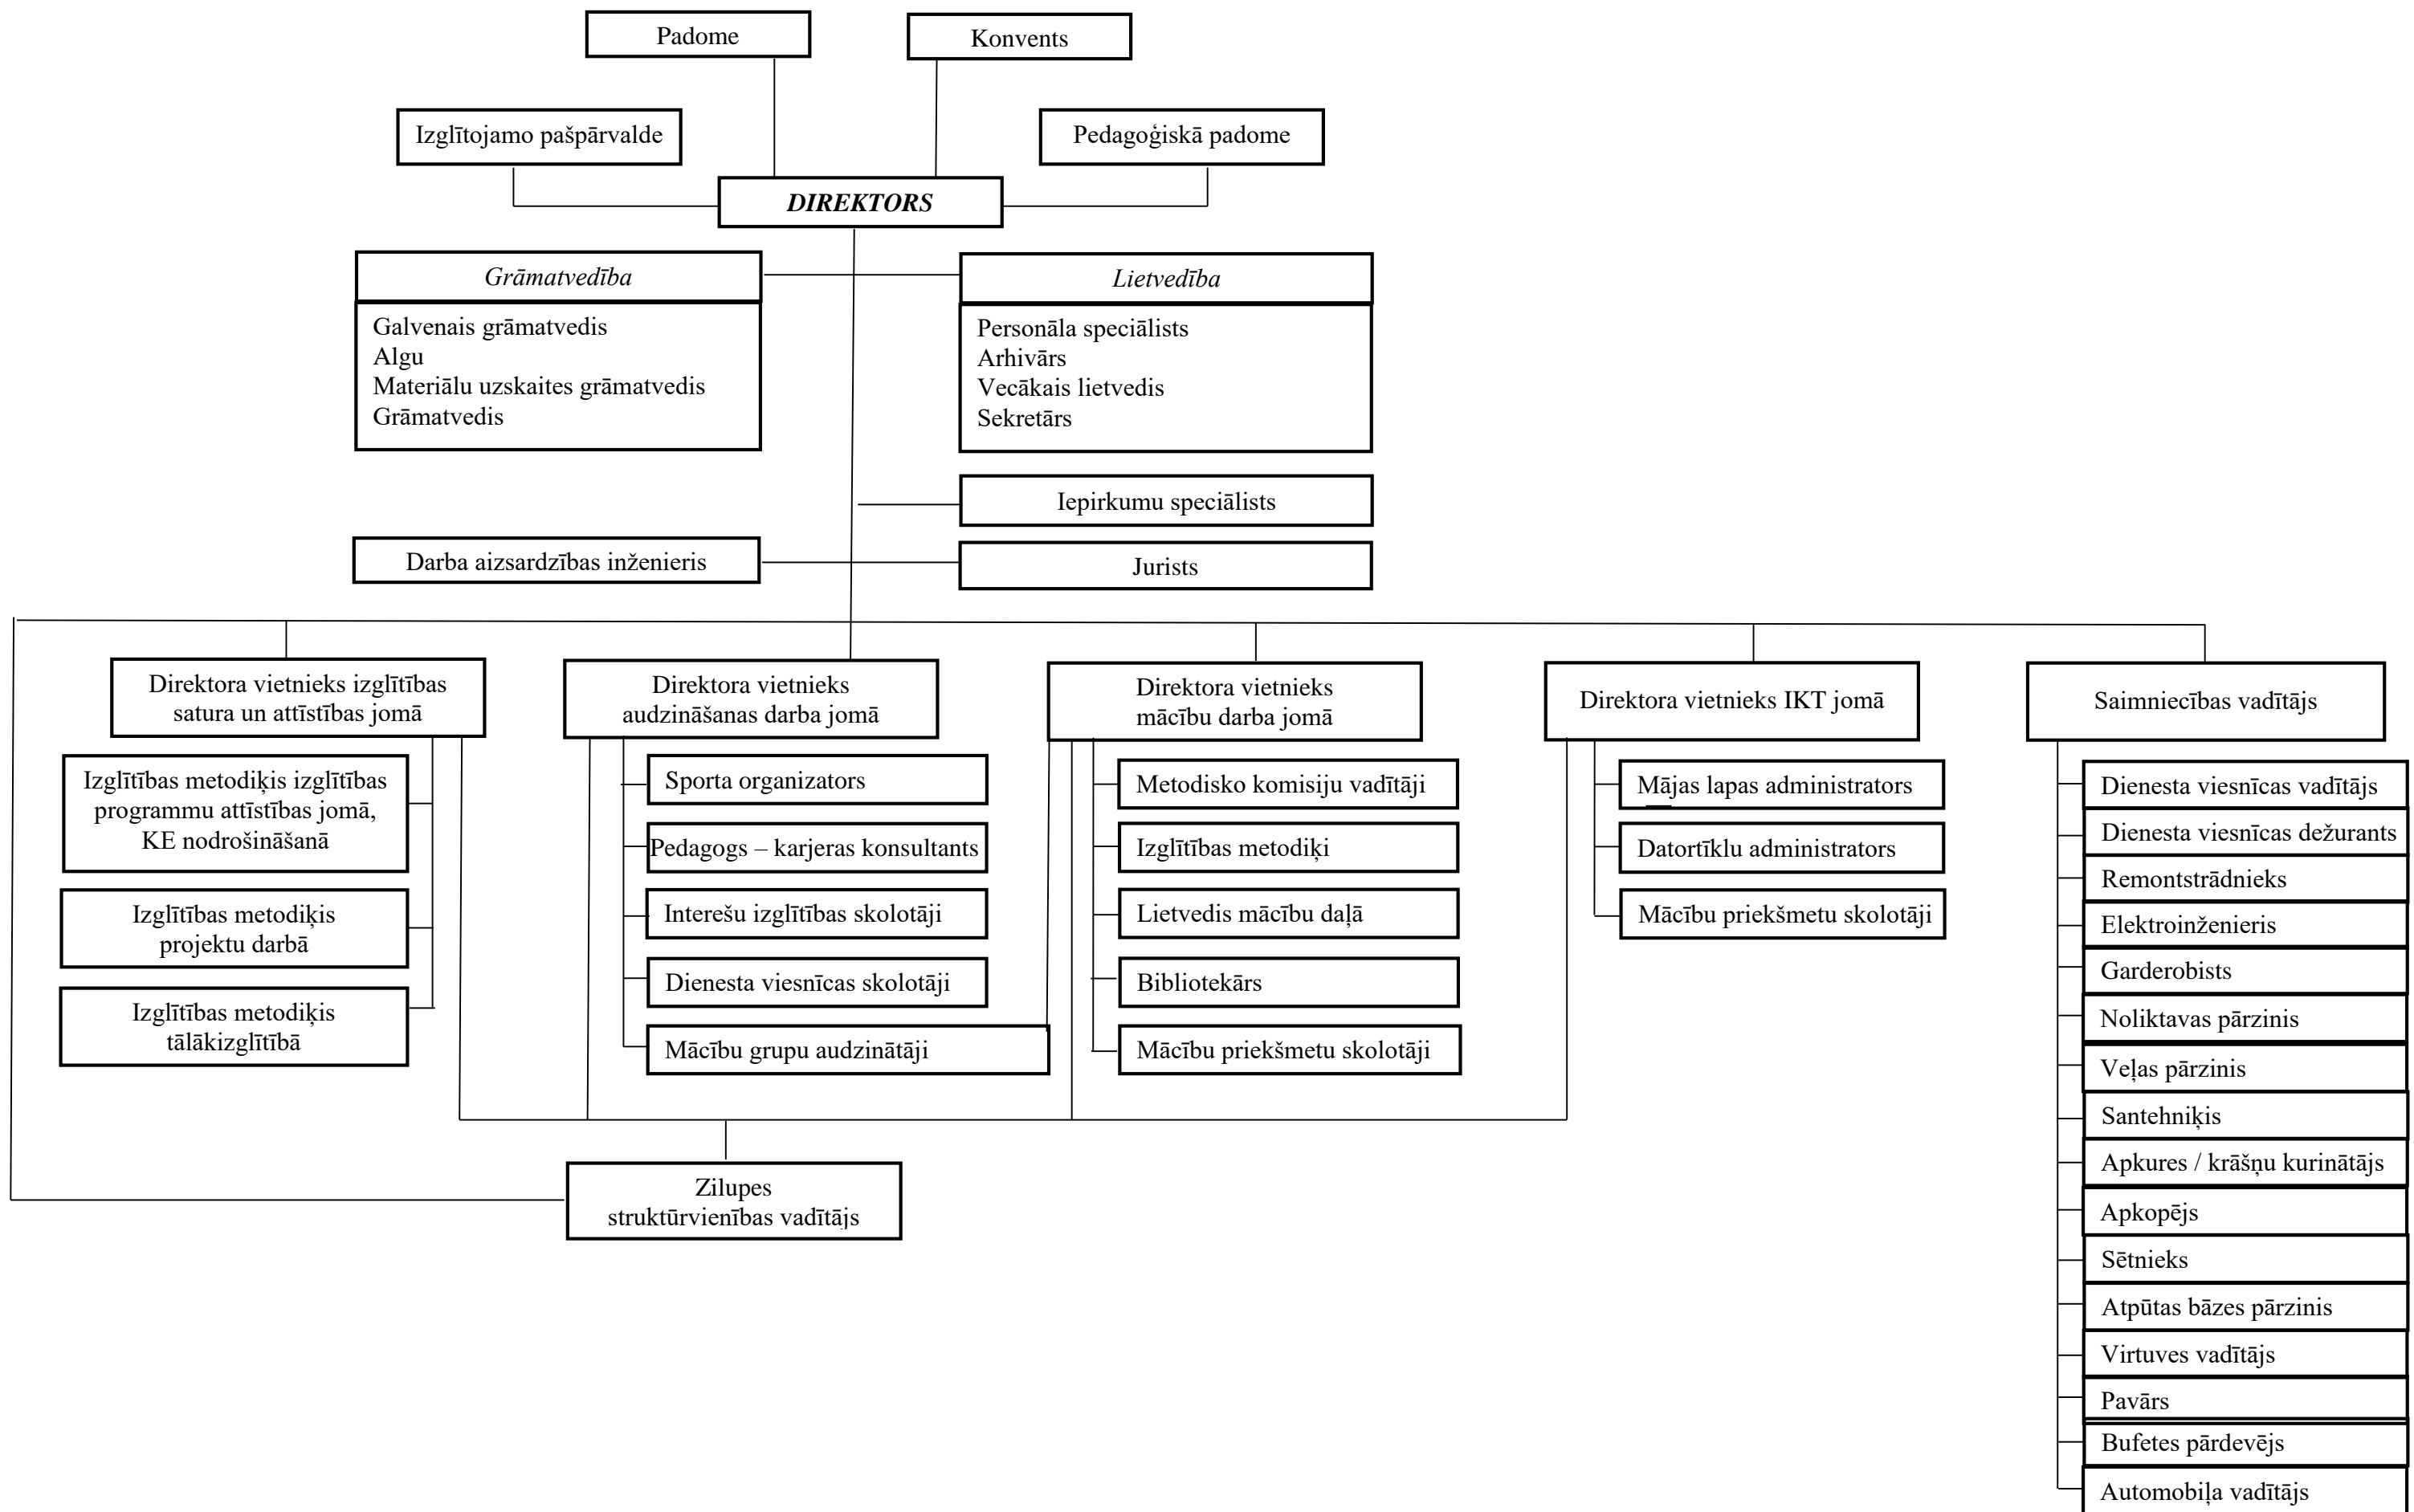 Padome
Konvents
Izglītojamo pašpārvalde
Pedagoģiskā padome
DIREKTORS
Grāmatvedība
Galvenais grāmatvedis
Algu
Materiālu uzskaites grāmatvedis
Grāmatvedis
Lietvedība
Personāla speciālists
Arhivārs
Vecākais lietvedis
Sekretārs
Iepirkumu speciālists
Darba aizsardzības inženieris
Jurists
Direktora vietnieks izglītības
satura un attīstības jomā
Izglītības metodiķis izglītības
programmu attīstības jomā,
KE nodrošināšanā
Izglītības metodiķis
projektu darbā
Izglītības metodiķis
tālākizglītībā
Direktora vietnieks
audzināšanas darba jomā
Sporta organizators
Pedagogs – karjeras konsultants
Interešu izglītības skolotāji
Dienesta viesnīcas skolotāji
Mācību grupu audzinātāji
Direktora vietnieks
mācību darba jomā
Metodisko komisiju vadītāji
Izglītības metodiķi
Lietvedis mācību daļā
Bibliotekārs
Mācību priekšmetu skolotāji
Direktora vietnieks IKT jomā
Mājas lapas administrators
Datortīklu administrators
Mācību priekšmetu skolotāji
Saimniecības vadītājs
Dienesta viesnīcas vadītājs
Dienesta viesnīcas dežurants
Remontstrādnieks
Elektroinženieris
Garderobists
Noliktavas pārzinis
Veļas pārzinis
Santehniķis
Apkures / krāšņu kurinātājs
Apkopējs
Sētnieks
Atpūtas bāzes pārzinis
Virtuves vadītājs
Pavārs
Bufetes pārdevējs
Automobiļa vadītājs
Zilupes
struktūrvienības vadītājs